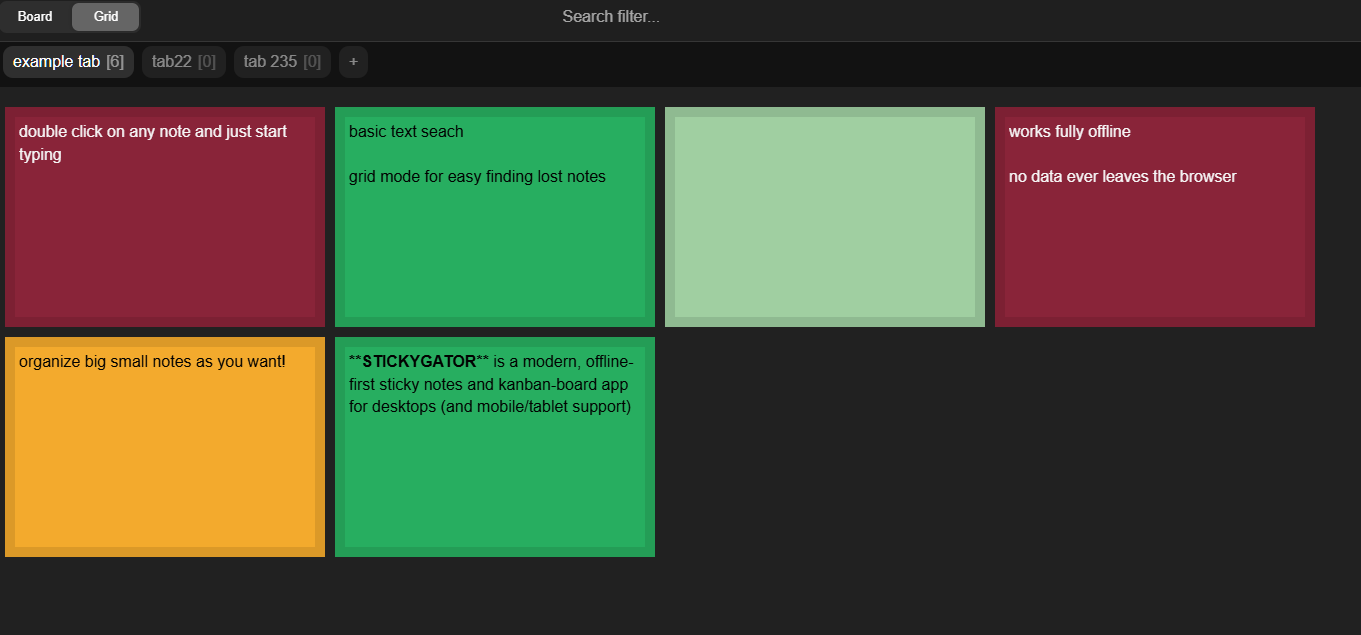 Board Grid Search filter...
example tab [6] tab22 [0] tab 235 [0] +
double click on any note and just start
typing
basic text seach
grid mode for easy finding lost notes
works fully offline
no data ever leaves the browser
organize big small notes as you want!
**STICKYGATOR** is a modern, offline-
first sticky notes and kanban-board app
for desktops (and mobile/tablet support)